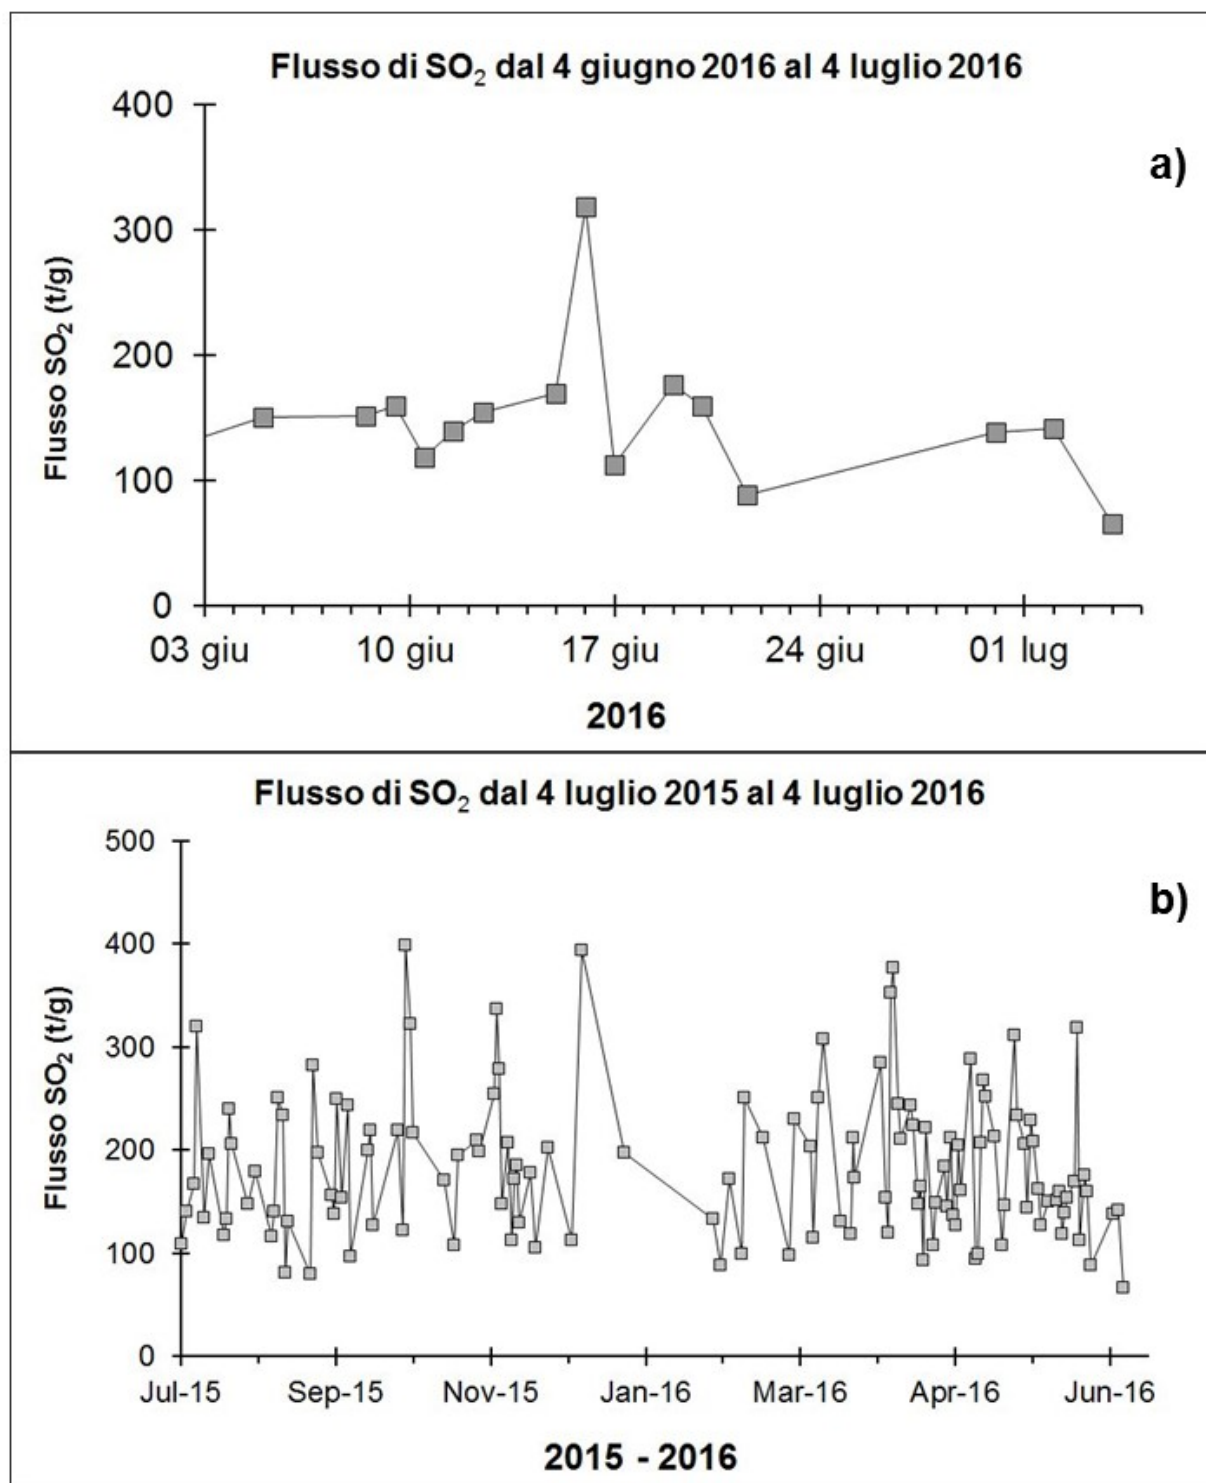 Flusso di SO2 dal 4 giugno 2016 al 4 luglio 2016
a)
400
300
200
100
0
Flusso SO2 (t/g)
03 giu 10 giu 17 giu 24 giu 01 lug
2016
Flusso di SO2 dal 4 luglio 2015 al 4 luglio 2016
b)
500
400
300
200
100
0
Flusso SO2 (t/g)
Jul-15 Sep-15 Nov-15 Jan-16 Mar-16 Apr-16 Jun-16
2015 - 2016